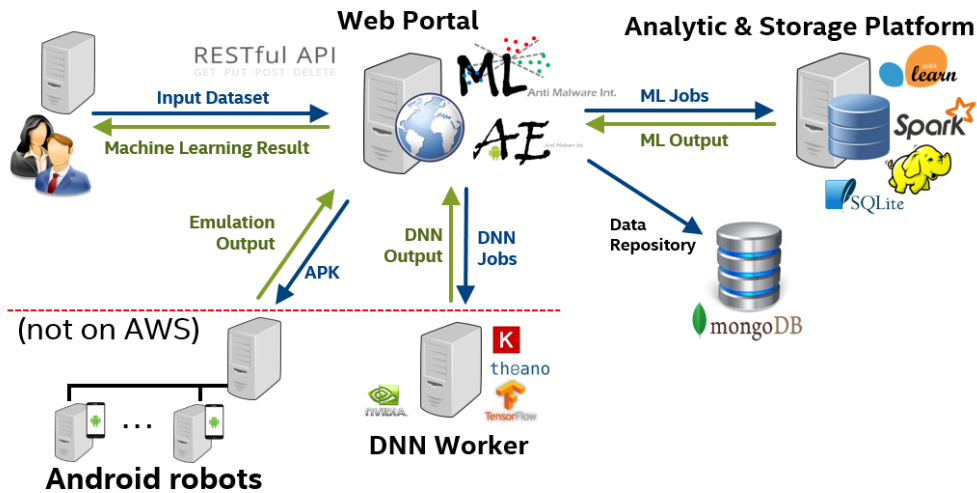 Web Portal
Analytic & Storage Platform
RESTful API
GET PUT POST DELETE
Input Dataset
Machine Learning Result
ML
Anti Malware Int.
AE
Anti Malware Int.
ML Jobs
ML Output
scikit
learn
Spark
SQLite
Emulation
Output
APK
DNN
Output
DNN
Jobs
Data
Repository
mongoDB
(not on AWS)
K
theano
NVIDIA.
TensorFlow
...
DNN Worker
Android robots